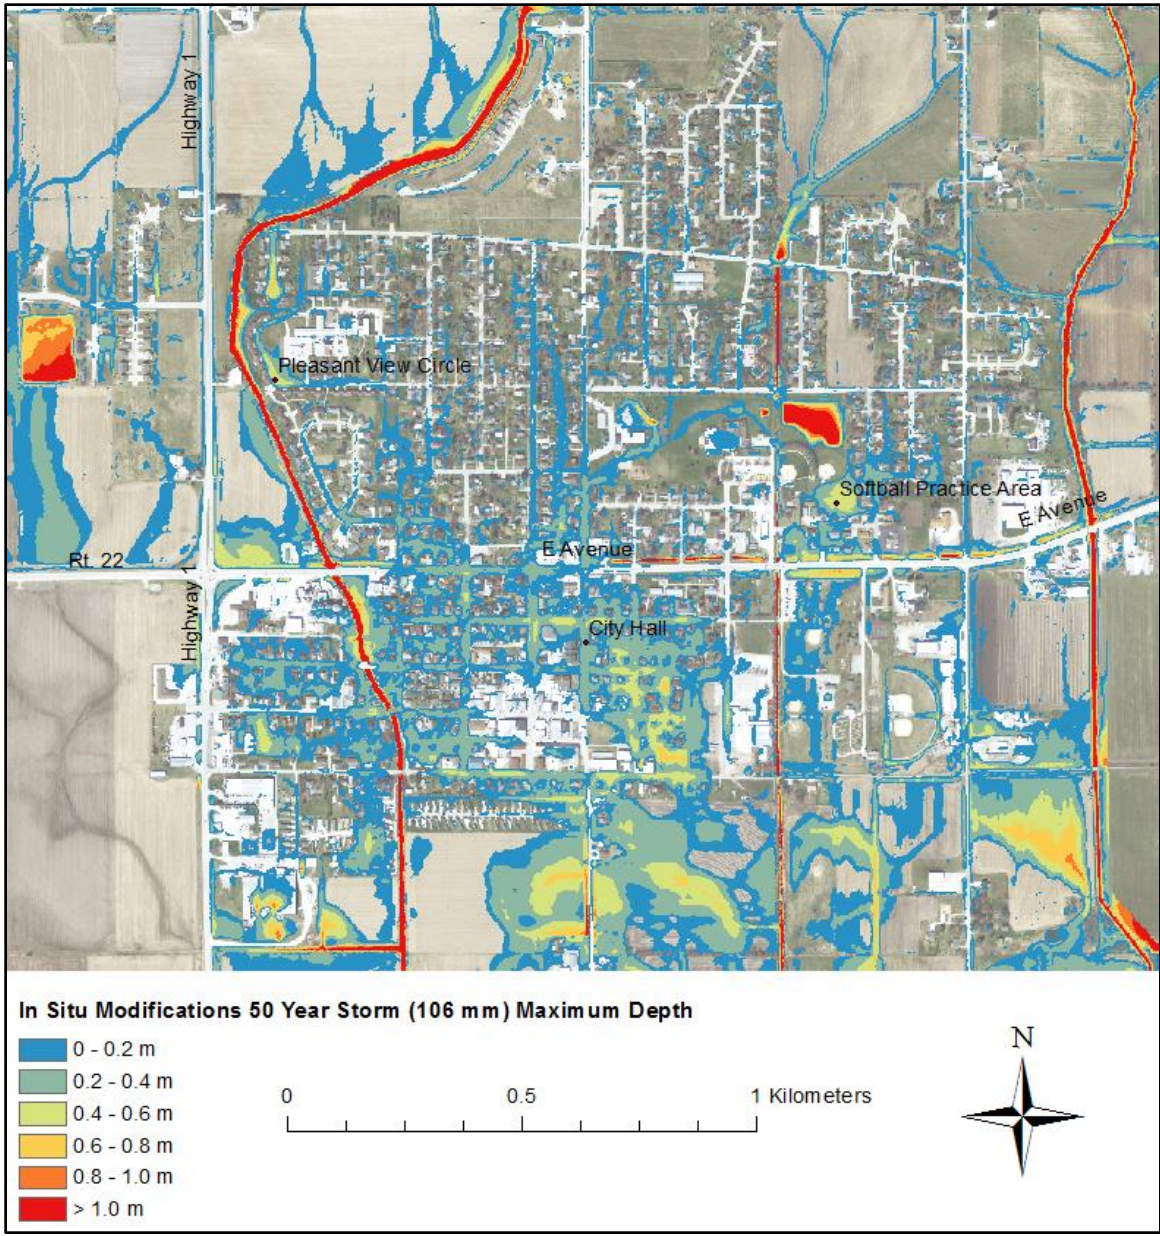 Highway 1
Pleasant View Circle
Softball Practice Area
E Avenue
E Avenue
Rt. 22
Highway 1
City Hall
In Situ Modifications 50 Year Storm (106 mm) Maximum Depth
0 - 0.2 m
0.2 - 0.4 m
0.4 - 0.6 m
0.6 - 0.8 m
0.8 - 1.0 m
> 1.0 m
0 0.5 1 Kilometers
N